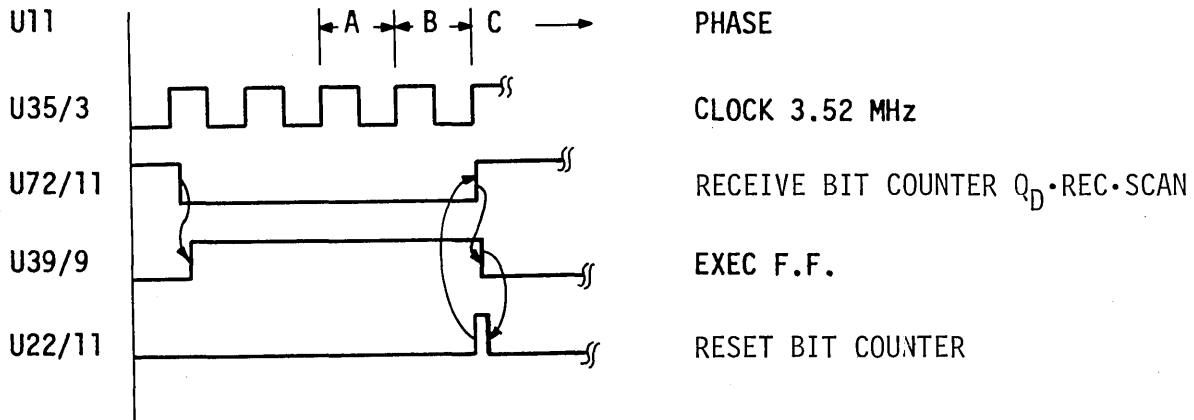 U11 A B C PHASE
U35/3 CLOCK 3.52 MHz
U72/11 RECEIVE BIT COUNTER QD·REC·SCAN
U39/9 EXEC F.F.
U22/11 RESET BIT COUNTER